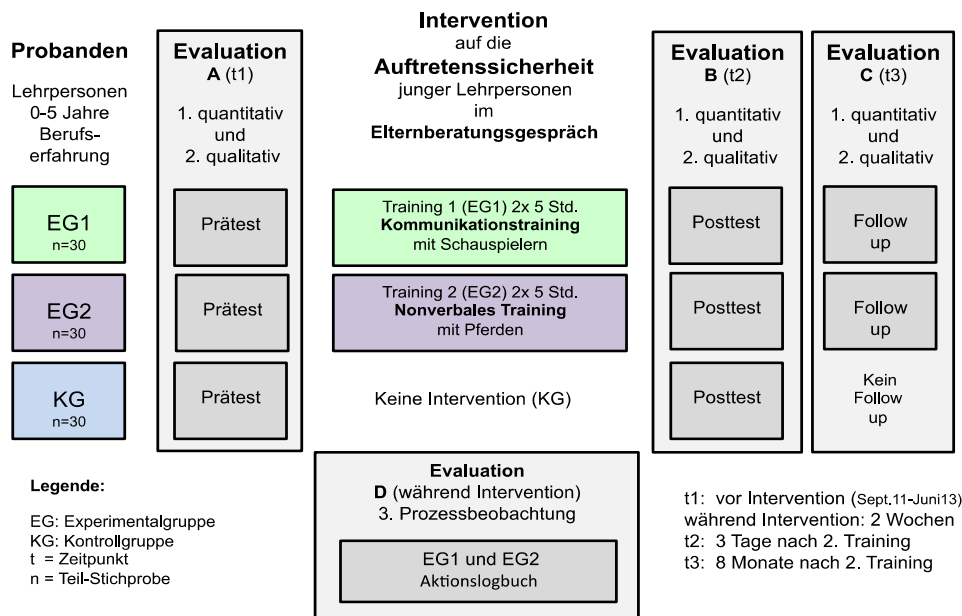 Probanden
Lehrpersonen
0-5 Jahre
Berufs-
erfahrung
Evaluation
A (t1)
1. quantitativ
und
2. qualitativ
Intervention
auf die
Auftretenssicherheit
junger Lehrpersonen
im
Elternberatungsgespräch
Evaluation
B (t2)
1. quantitativ
und
2. qualitativ
Evaluation
C (t3)
1. quantitativ
und
2. qualitativ
EG1
n=30
Prätest
Training 1 (EG1) 2x 5 Std.
Kommunikationstraining
mit Schauspielern
Posttest
Follow
up
EG2
n=30
Prätest
Training 2 (EG2) 2x 5 Std.
Nonverbales Training
mit Pferden
Posttest
Follow
up
KG
n=30
Prätest
Keine Intervention (KG)
Posttest
Kein
Follow
up
Legende:
EG: Experimentalgruppe
KG: Kontrollgruppe
t = Zeitpunkt
n = Teil-Stichprobe
Evaluation
D (während Intervention)
3. Prozessbeobachtung
EG1 und EG2
Aktionslogbuch
t1: vor Intervention (Sept.11-Juni13)
während Intervention: 2 Wochen
t2: 3 Tage nach 2. Training
t3: 8 Monate nach 2. Training